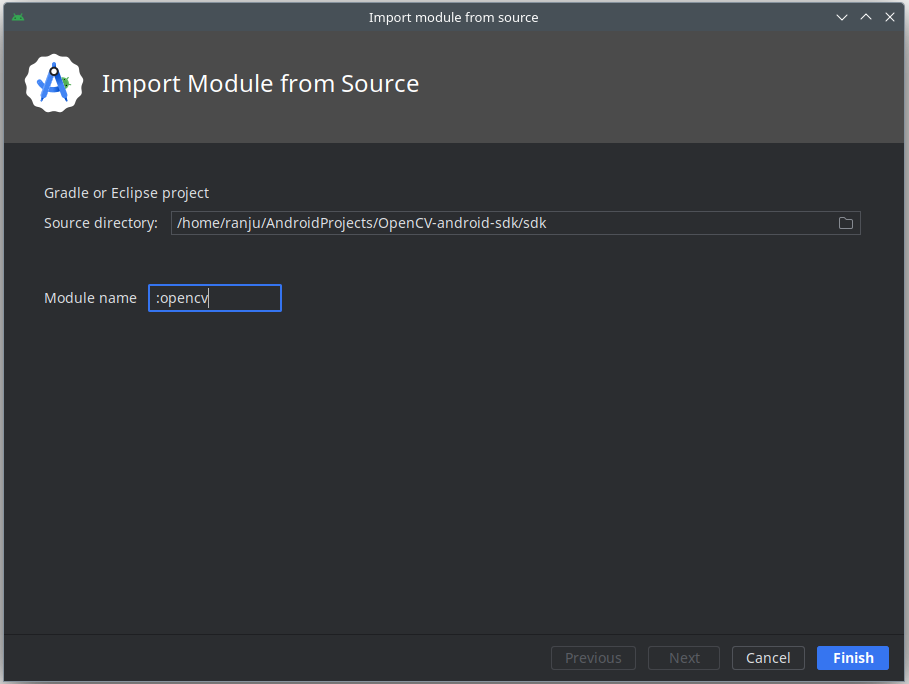 Import module from source
Import Module from Source
Gradle or Eclipse project
Source directory: /home/ranju/AndroidProjects/OpenCV-android-sdk/sdk
Module name :opencv
Previous Next Cancel Finish